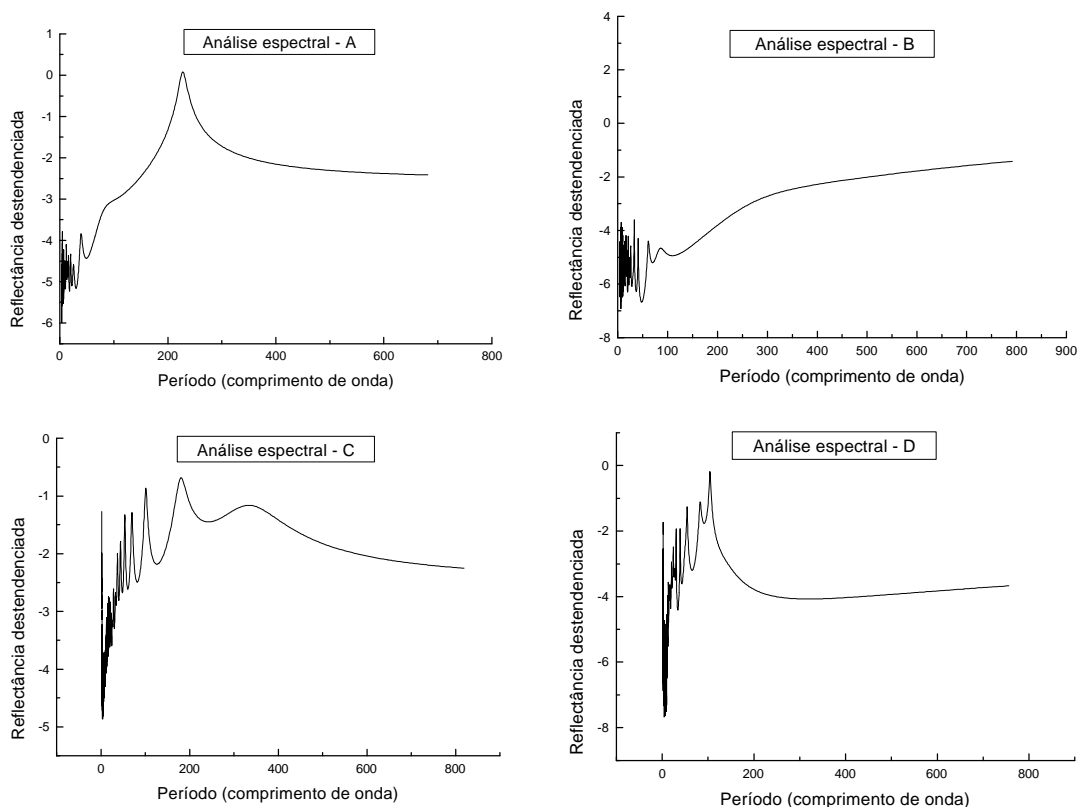 Análise espectral - A
Reflectância destendenciada
1
0
-1
-2
-3
-4
-5
-6
0 200 400 600 800
Período (comprimento de onda)
Análise espectral - B
Reflectância destendenciada
4
2
0
-2
-4
-6
-8
0 100 200 300 400 500 600 700 800 900
Período (comprimento de onda)
Análise espectral - C
Reflectância destendenciada
0
-1
-2
-3
-4
-5
0 200 400 600 800
Período (comprimento de onda)
Análise espectral - D
Reflectância destendenciada
0
-2
-4
-6
-8
0 200 400 600 800
Período (comprimento de onda)